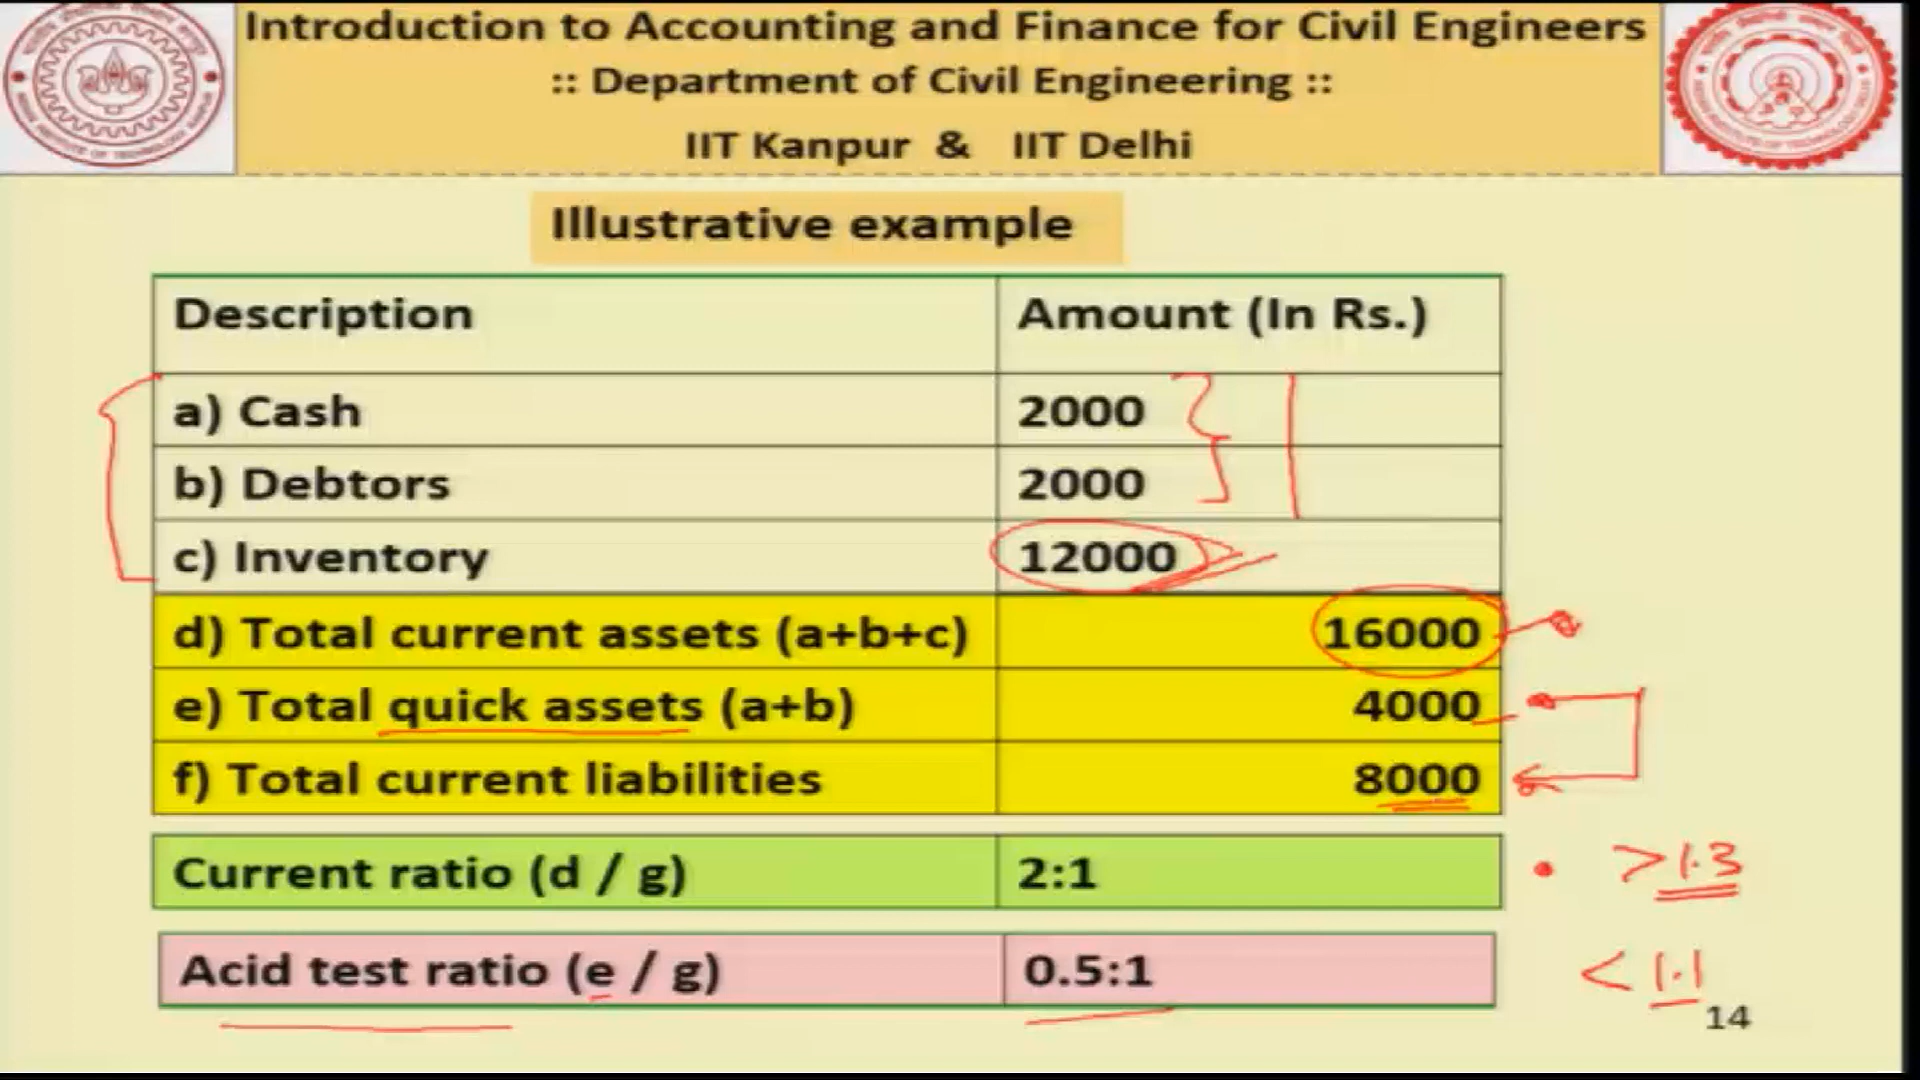 Introduction to Accounting and Finance for Civil Engineers
:: Department of Civil Engineering ::
IIT Kanpur & IIT Delhi
Illustrative example
Description Amount (In Rs.)
a) Cash 2000
b) Debtors 2000
c) Inventory 12000
d) Total current assets (a+b+c) 16000
e) Total quick assets (a+b) 4000
f) Total current liabilities 8000
Current ratio (d / g) 2:1
> 1.3
Acid test ratio (e / g) 0.5:1
< 1.1
14